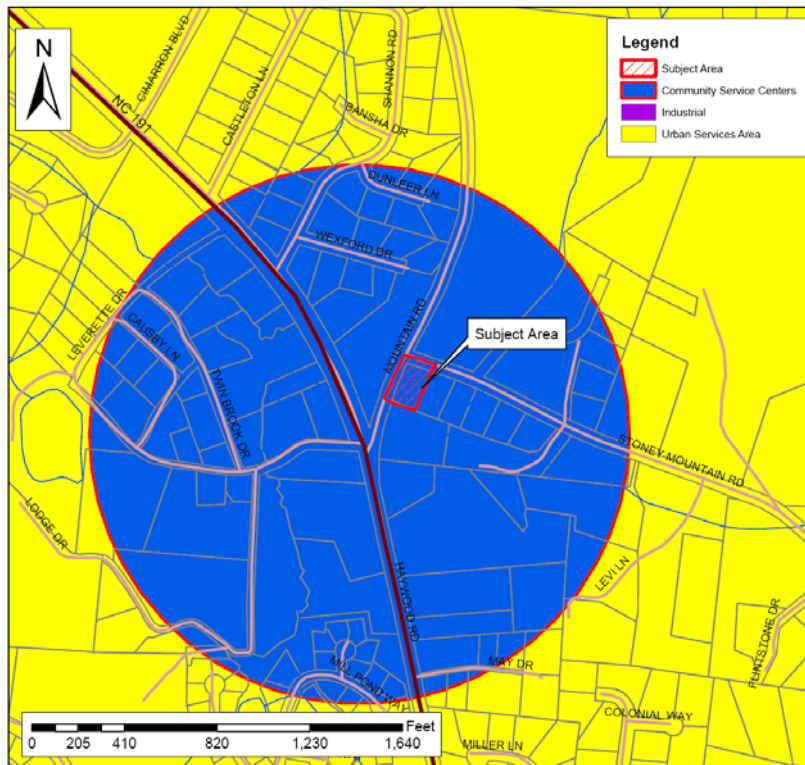 N
Legend
Subject Area
Community Service Centers
Industrial
Urban Services Area
CIMARRON BLVD
NC 191
CASTLETON LN
SHANNON RD
BANSHA DR
DUNLEER LN
WEXFORD DR
MOUNTAIN RD
Subject Area
LEVERETTE DR
CAUSBY LN
TWIN BROOK DR
STONEY MOUNTAIN RD
LODGE DR
HAYWOOD RD
LEVI LN
FLINTSTONE DR
MAY DR
MILL POND WAY
COLONIAL WAY
MILLER LN
Feet
0 205 410 820 1,230 1,640